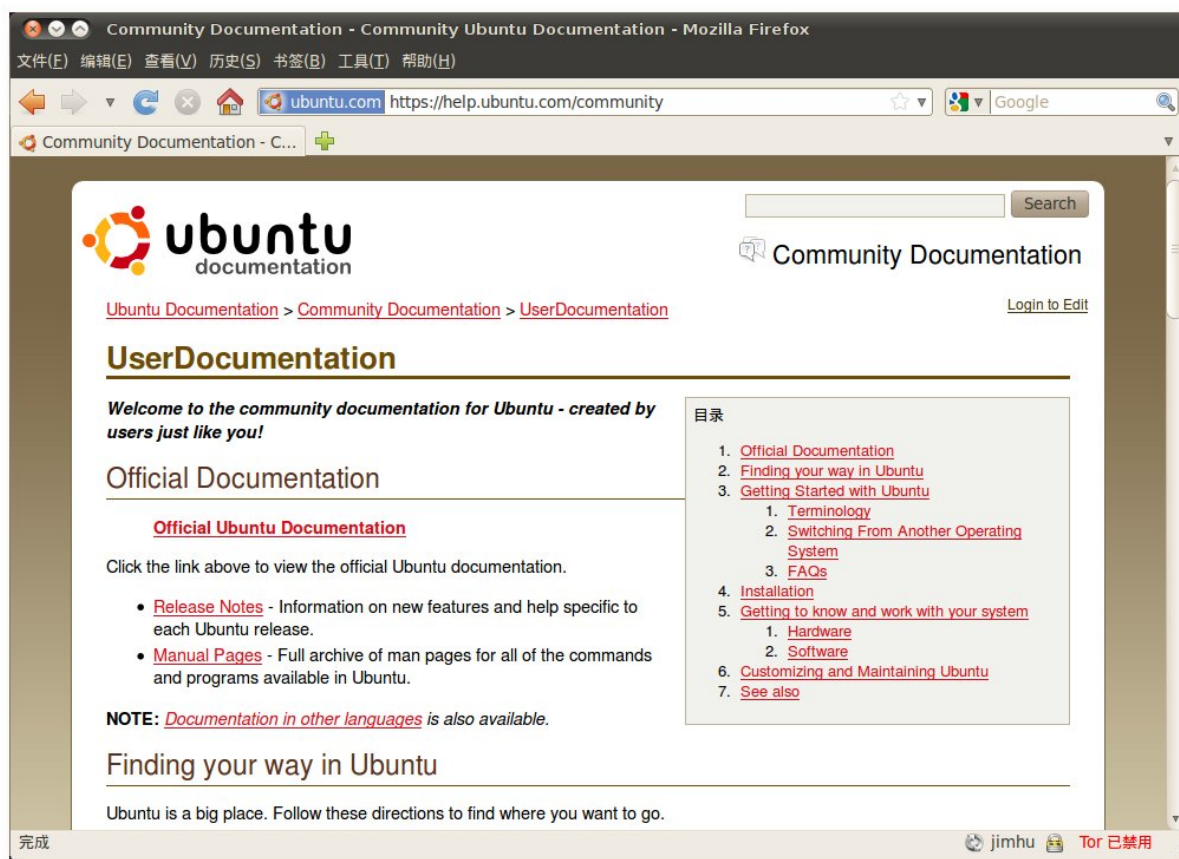 Community Documentation - Community Ubuntu Documentation - Mozilla Firefox
文件(F) 编辑(E) 查看(V) 历史(S) 书签(B) 工具(T) 帮助(H)
ubuntu.com https://help.ubuntu.com/community
Google
Community Documentation - C...
Search
ubuntu
documentation
Community Documentation
Ubuntu Documentation > Community Documentation > UserDocumentation
Login to Edit
UserDocumentation
Welcome to the community documentation for Ubuntu - created by
users just like you!
Official Documentation
Official Ubuntu Documentation
Click the link above to view the official Ubuntu documentation.
• Release Notes - Information on new features and help specific to
each Ubuntu release.
• Manual Pages - Full archive of man pages for all of the commands
and programs available in Ubuntu.
NOTE: Documentation in other languages is also available.
目录
1. Official Documentation
2. Finding your way in Ubuntu
3. Getting Started with Ubuntu
1. Terminology
2. Switching From Another Operating
System
3. FAQs
4. Installation
5. Getting to know and work with your system
1. Hardware
2. Software
6. Customizing and Maintaining Ubuntu
7. See also
Finding your way in Ubuntu
Ubuntu is a big place. Follow these directions to find where you want to go.
完成
jimhu
Tor 已禁用